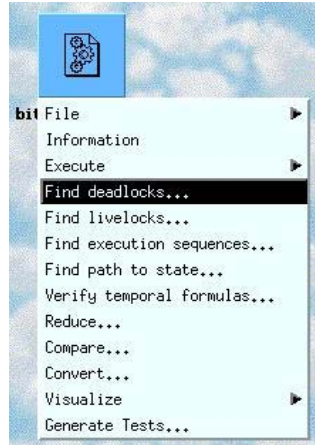 bit
File
Information
Execute
Find deadlocks...
Find livelocks...
Find execution sequences...
Find path to state...
Verify temporal formulas...
Reduce...
Compare...
Convert...
Visualize
Generate Tests...